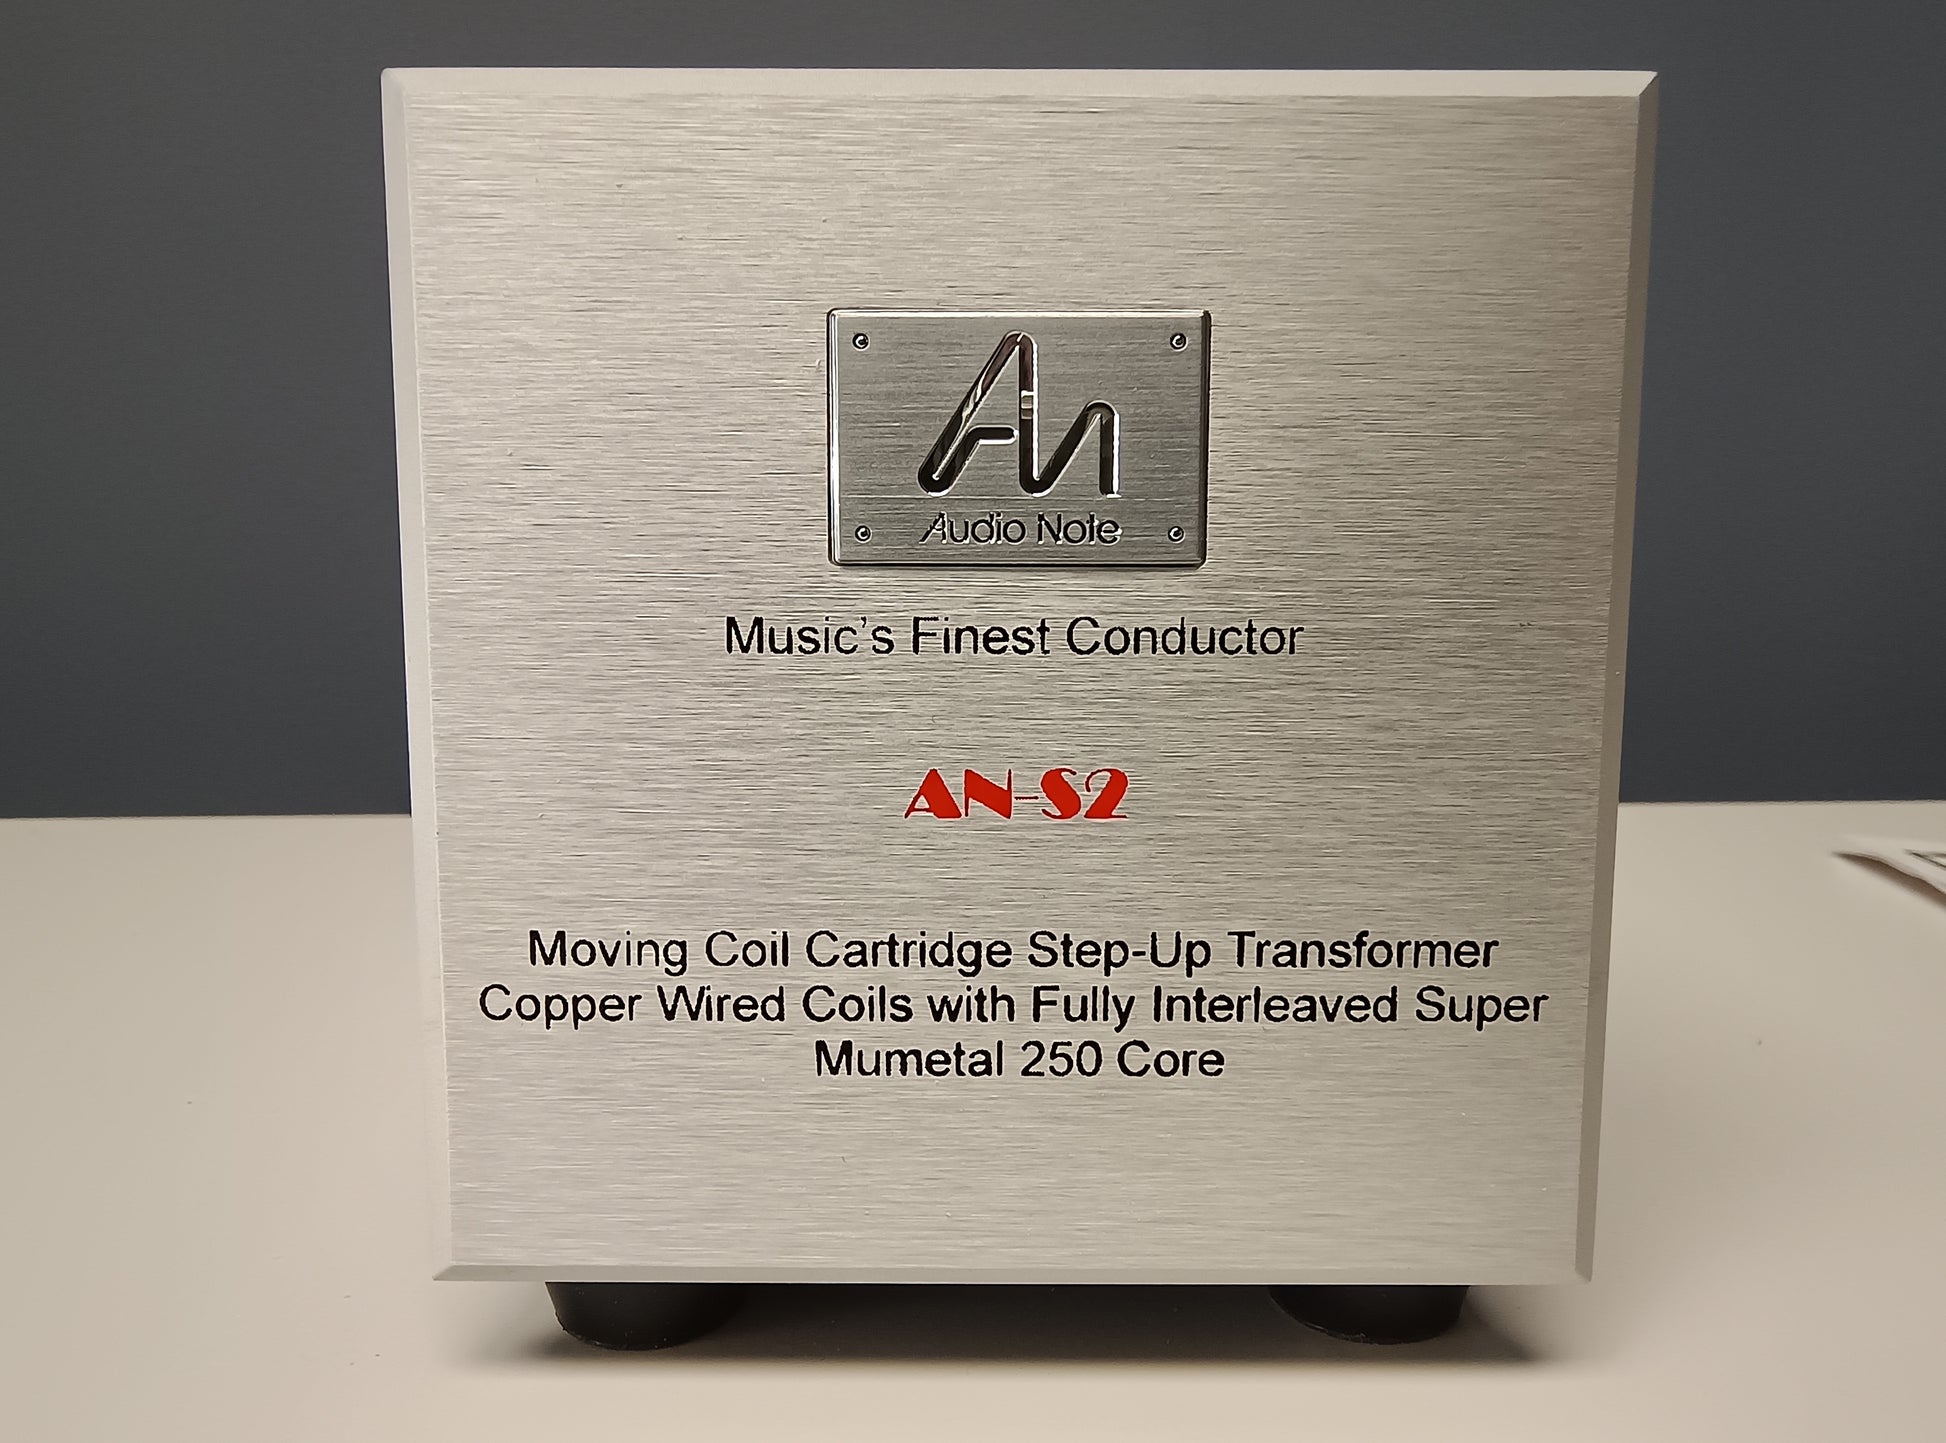 An
Audio Note
Music's Finest Conductor
AN-S2
Moving Coil Cartridge Step-Up Transformer
Copper Wired Coils with Fully Interleaved Super
Mumetal 250 Core